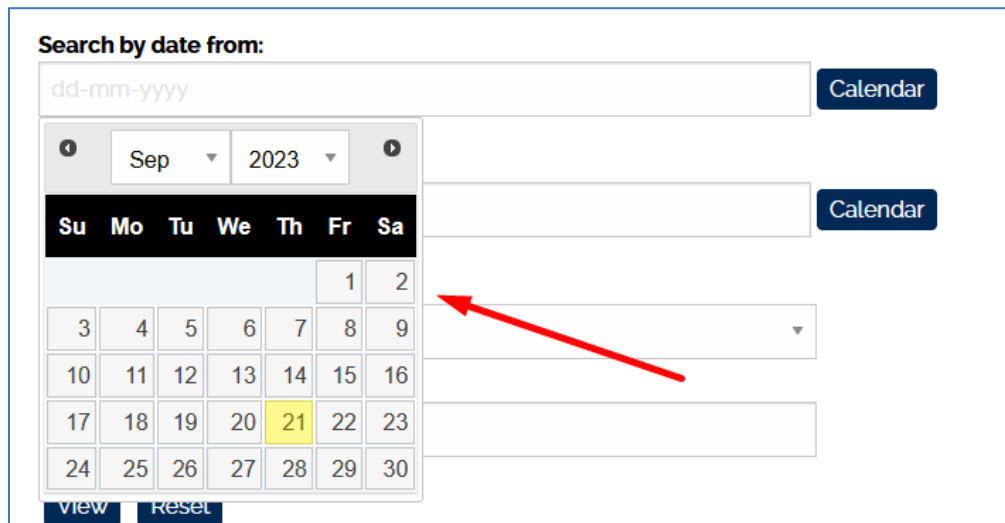 Search by date from:
dd-mm-yyyy Calendar
Sep 2023
Calendar
Su Mo Tu We Th Fr Sa
1 2
3 4 5 6 7 8 9
10 11 12 13 14 15 16
17 18 19 20 21 22 23
24 25 26 27 28 29 30
View Reset